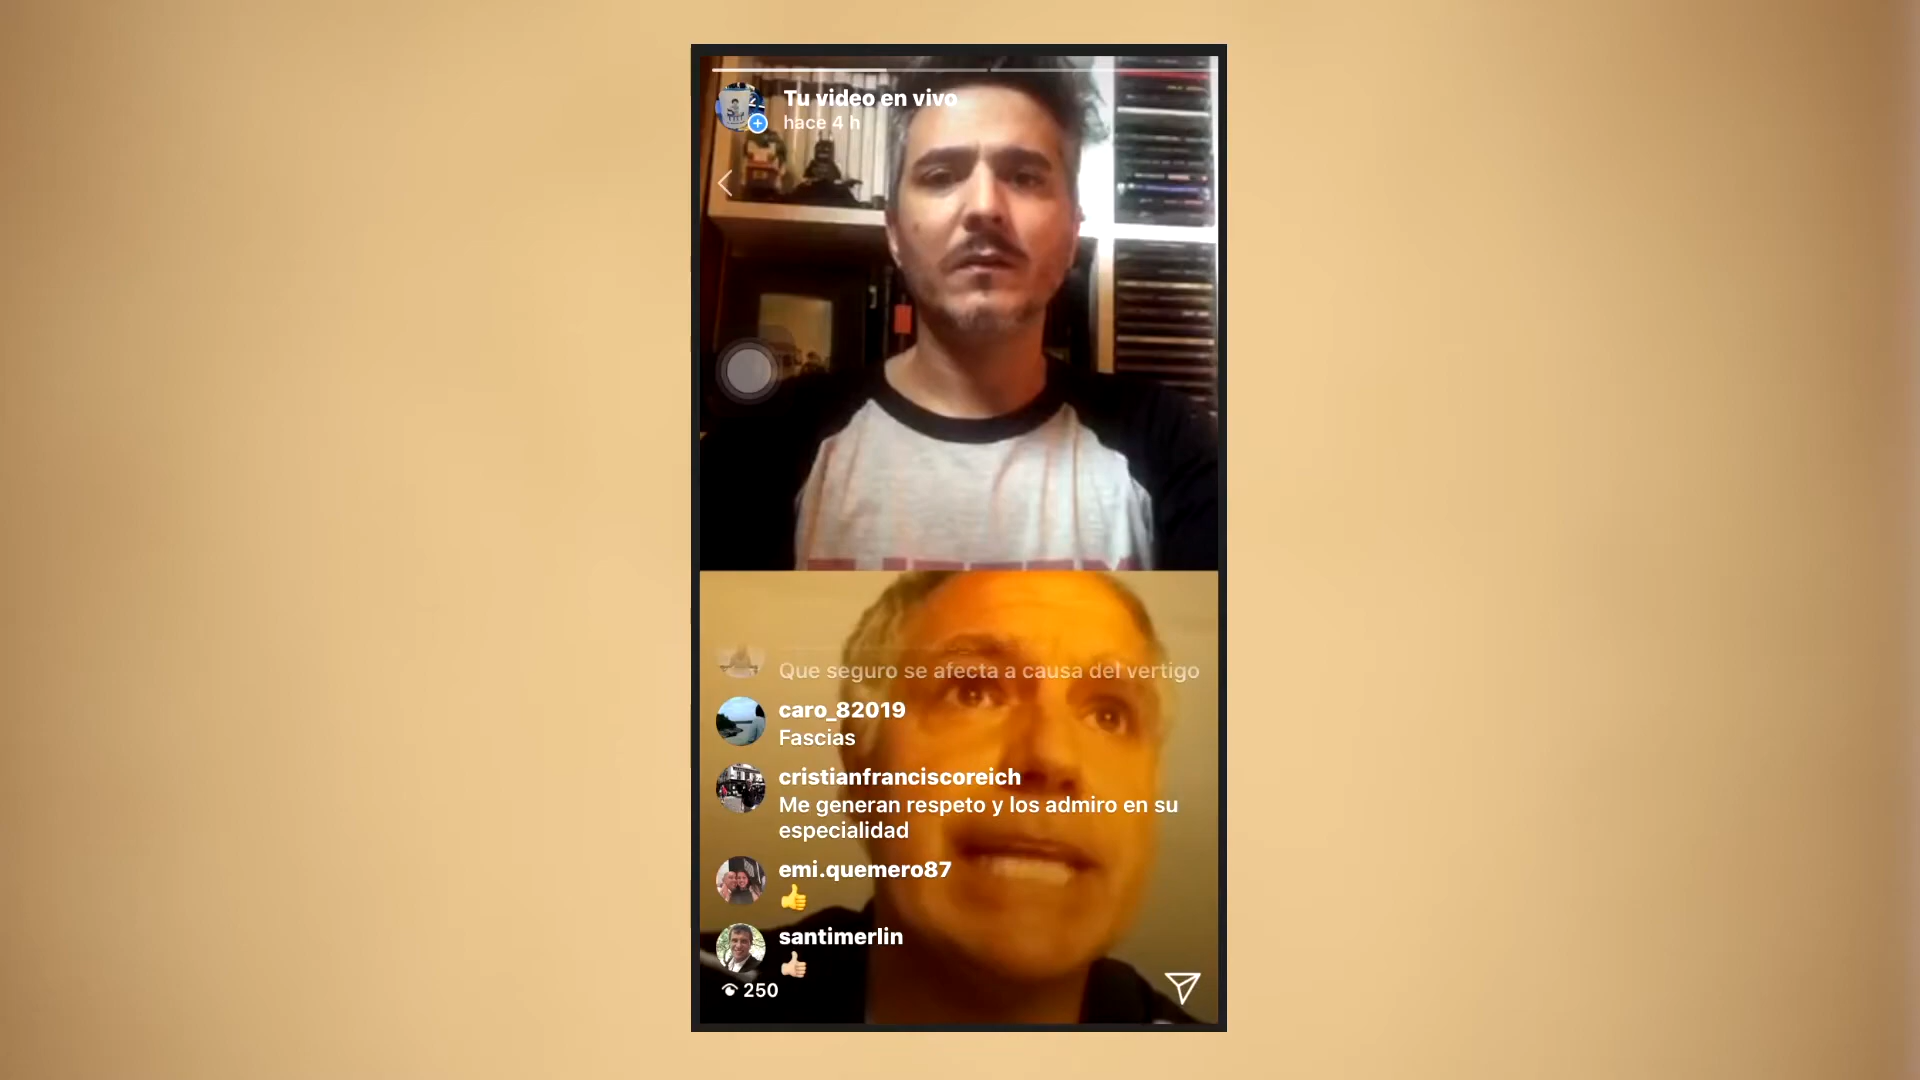 Tu video en vivo
hace 4 h
Que seguro se afecta a causa del vertigo
caro_82019
Fascias
cristianfranciscoreich
Me generan respeto y los admiro en su
especialidad
emi.quemero87
👍
santimerlin
👍🏻
250